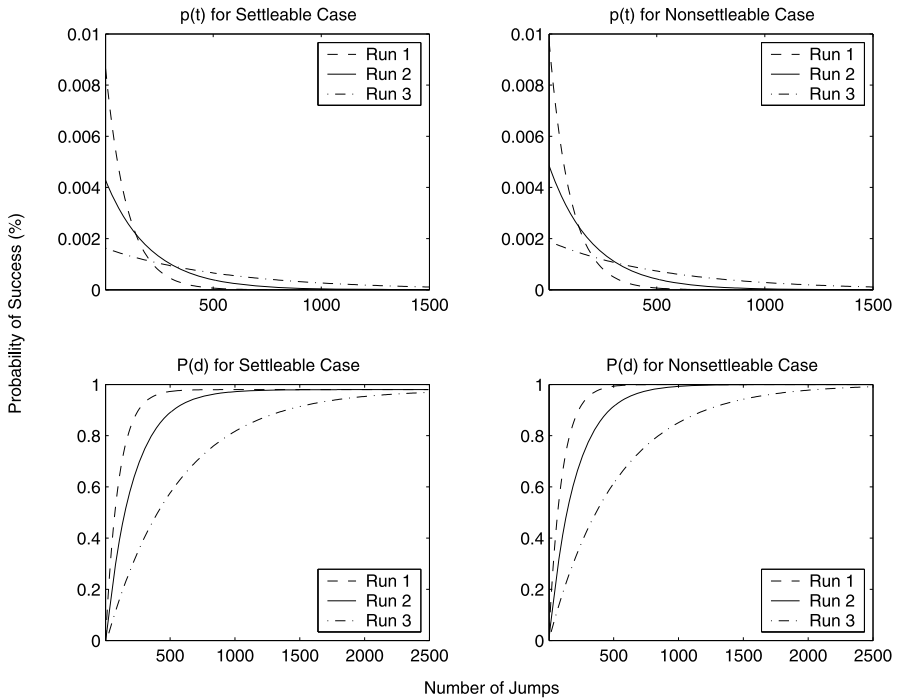 p(t) for Settleable Case
0.01
0.008
0.006
0.004
0.002
0
500
1000
1500
Run 1
Run 2
Run 3
p(t) for Nonsettleable Case
0.01
0.008
0.006
0.004
0.002
0
500
1000
1500
Run 1
Run 2
Run 3
Probability of Success (%)
P(d) for Settleable Case
1
0.8
0.6
0.4
0.2
0
500
1000
1500
2000
2500
Run 1
Run 2
Run 3
P(d) for Nonsettleable Case
1
0.8
0.6
0.4
0.2
0
500
1000
1500
2000
2500
Run 1
Run 2
Run 3
Number of Jumps